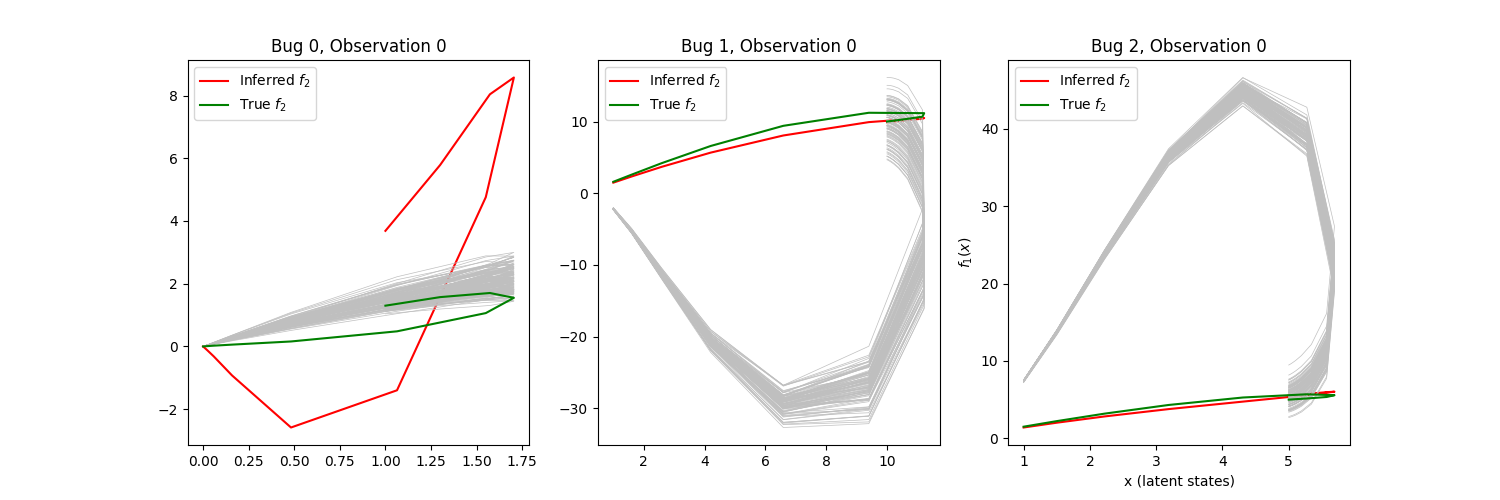 Bug 0, Observation 0
Inferred f₂
True f₂
8
6
4
2
0
−2
0.00 0.25 0.50 0.75 1.00 1.25 1.50 1.75
Bug 1, Observation 0
Inferred f₂
True f₂
10
0
−10
−20
−30
2 4 6 8 10
Bug 2, Observation 0
Inferred f₂
True f₂
f₁(x)
40
30
20
10
0
1 2 3 4 5
x (latent states)